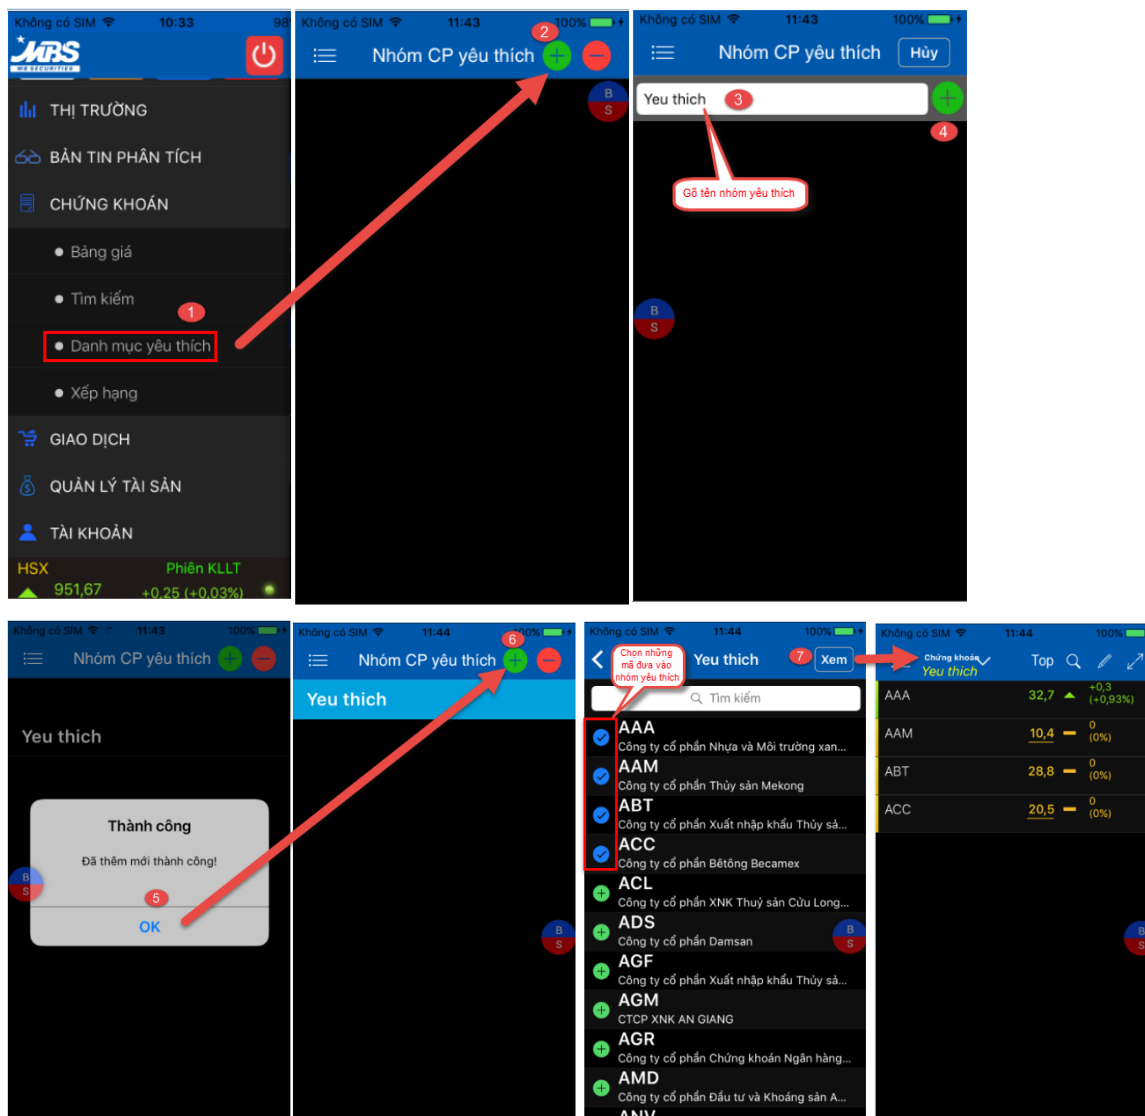 Không có SIM 10:33 98
MBS
MB SECURITIES
THỊ TRƯỜNG
BẢN TIN PHÂN TÍCH
CHỨNG KHOÁN
Bảng giá
Tìm kiếm
1
Danh mục yêu thích
Xếp hạng
GIAO DỊCH
QUẢN LÝ TÀI SẢN
TÀI KHOẢN
HSX Phiên KLLT
951,67 +0,25 (+0,03%)
Không có SIM 11:43 100%
2
Nhóm CP yêu thích
B
S
Không có SIM 11:43 100%
Nhóm CP yêu thích Hủy
Yeu thich 3
4
Gõ tên nhóm yêu thích
B
S
Không có SIM 11:43 100%
Nhóm CP yêu thích
Yeu thich
Thành công
Đã thêm mới thành công!
B
S
5
OK
Không có SIM 11:44 100%
6
Nhóm CP yêu thích
Yeu thich
B
S
Không có SIM 11:44 100%
Chọn những
mã đưa vào
nhóm yêu thích
Yeu thich 7 Xem
Tìm kiếm
AAA
Công ty cổ phần Nhựa và Môi trường xan...
AAM
Công ty cổ phần Thủy sản Mekong
ABT
Công ty cổ phần Xuất nhập khẩu Thủy sả...
ACC
Công ty cổ phần Bêtông Becamex
ACL
Công ty cổ phần XNK Thuỷ sản Cửu Long...
ADS
Công ty cổ phần Damsan
B
S
AGF
Công ty cổ phần Xuất nhập khẩu Thủy sả...
AGM
CTCP XNK AN GIANG
AGR
Công ty cổ phần Chứng khoán Ngân hàng...
AMD
Công ty cổ phần Đầu tư và Khoáng sản A...
ANV
Không có SIM 11:44 100%
Chứng khoán Top
Yeu thich
AAA 32,7 +0,3
(+0,93%)
AAM 10,4 0
(0%)
ABT 28,8 0
(0%)
ACC 20,5 0
(0%)
B
S